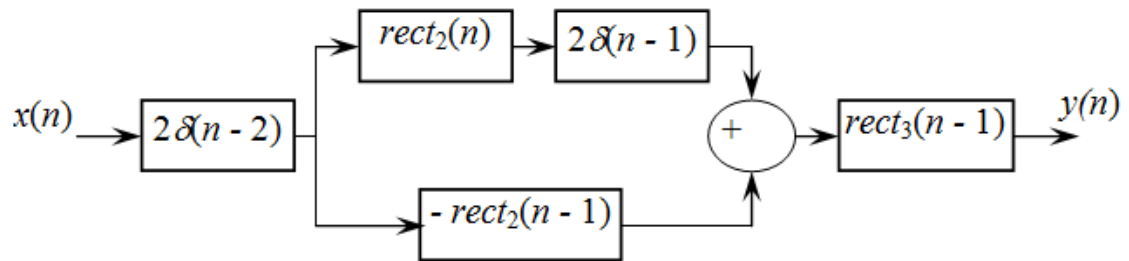 rect₂(n)
2δ(n - 1)
x(n)
2δ(n - 2)
+
rect₃(n - 1)
y(n)
- rect₂(n - 1)